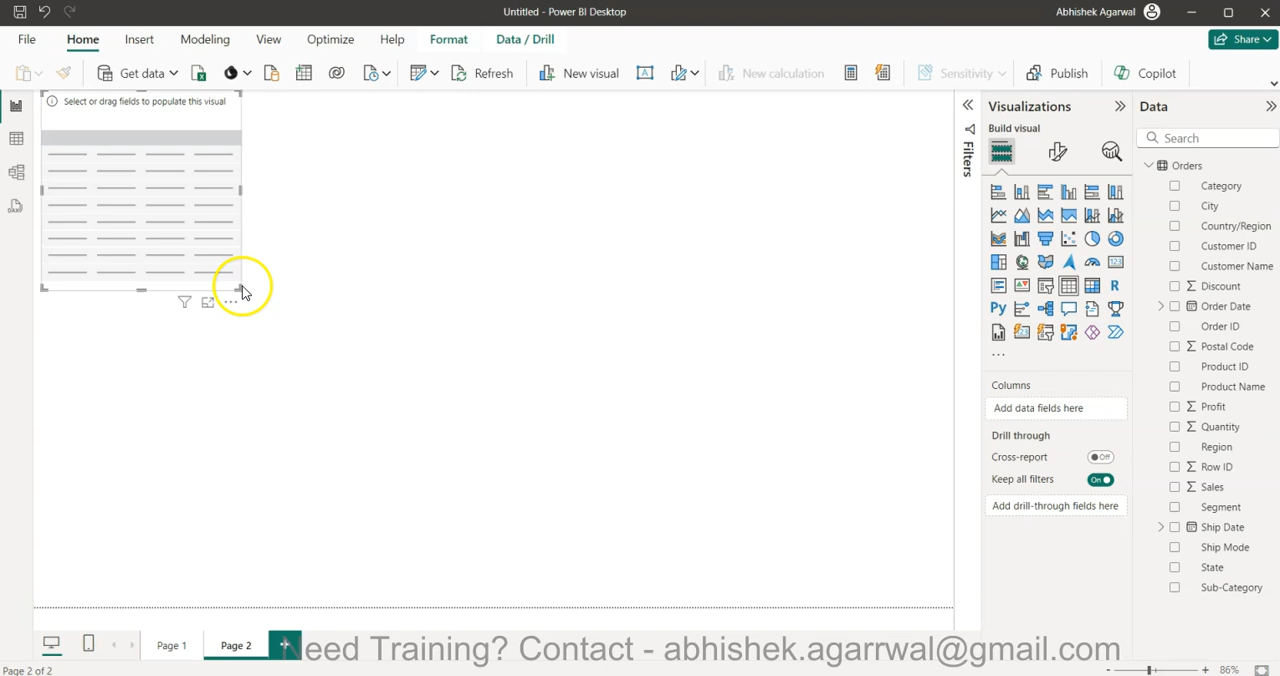 Untitled - Power BI Desktop
Abhishek Agarwal
File
Home
Insert
Modeling
View
Optimize
Help
Format
Data / Drill
Share
Get data
Refresh
New visual
New calculation
Sensitivity
Publish
Copilot
Select or drag fields to populate this visual
Filters
Visualizations
Build visual
123
R
Py
Columns
Add data fields here
Drill through
Cross-report
Off
Keep all filters
On
Add drill-through fields here
Data
Search
Orders
Category
City
Country/Region
Customer ID
Customer Name
Σ Discount
Order Date
Order ID
Σ Postal Code
Product ID
Product Name
Σ Profit
Σ Quantity
Region
Σ Row ID
Σ Sales
Segment
Ship Date
Ship Mode
State
Sub-Category
Page 1
Page 2
Need Training? Contact - abhishek.agarrwal@gmail.com
Page 2 of 2
- + 86%